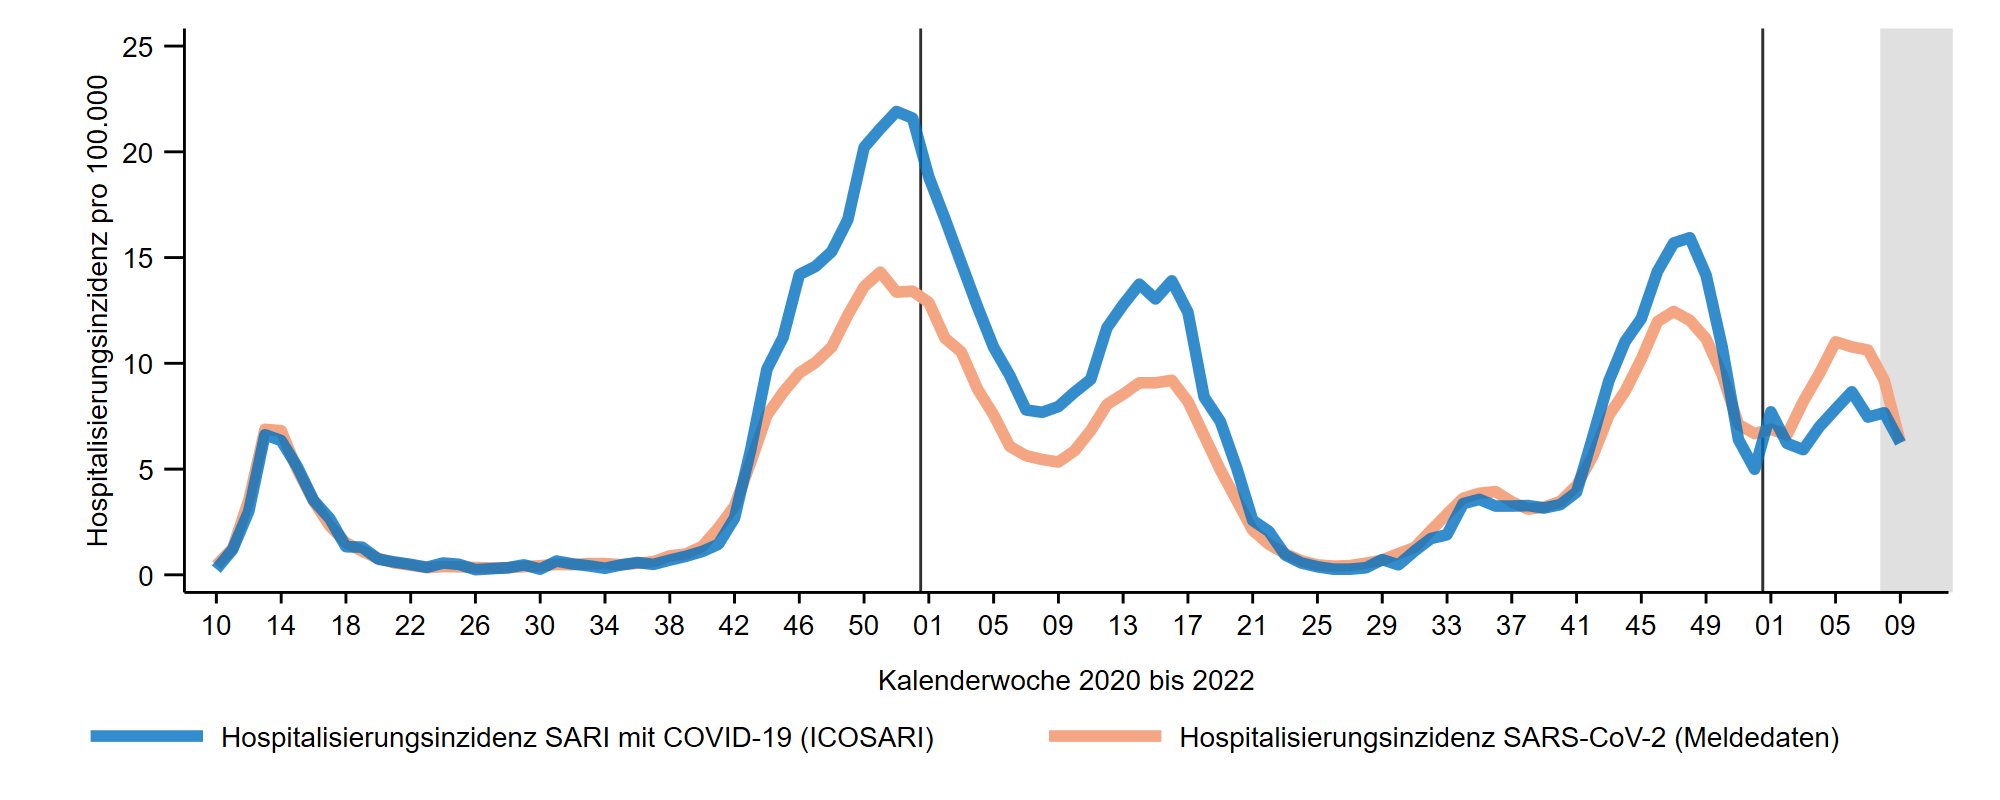 Hospitalisierungsinzidenz pro 100.000
25
20
15
10
5
0
10 14 18 22 26 30 34 38 42 46 50 01 05 09 13 17 21 25 29 33 37 41 45 49 01 05 09
Kalenderwoche 2020 bis 2022
Hospitalisierungsinzidenz SARI mit COVID-19 (ICOSARI) Hospitalisierungsinzidenz SARS-CoV-2 (Meldedaten)